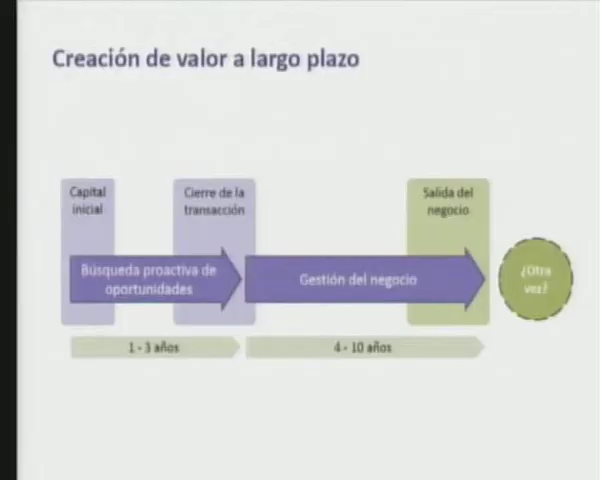 Creación de valor a largo plazo
Capital
inicial
Cierre de la
transacción
Salida del
negocio
Búsqueda proactiva de
oportunidades
Gestión del negocio
¿Otra
vez?
1 - 3 años
4 - 10 años